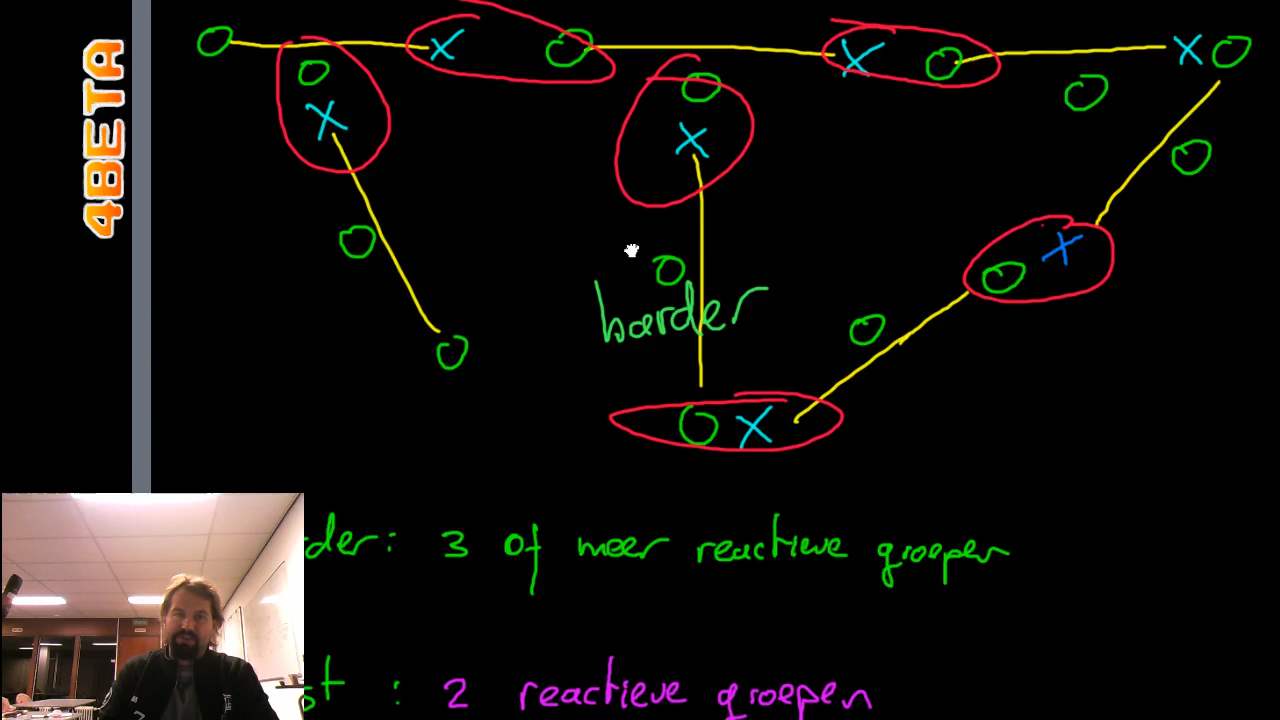 4BETA
harder
der: 3 of meer reactieve groepen
st : 2 reactieve groepen